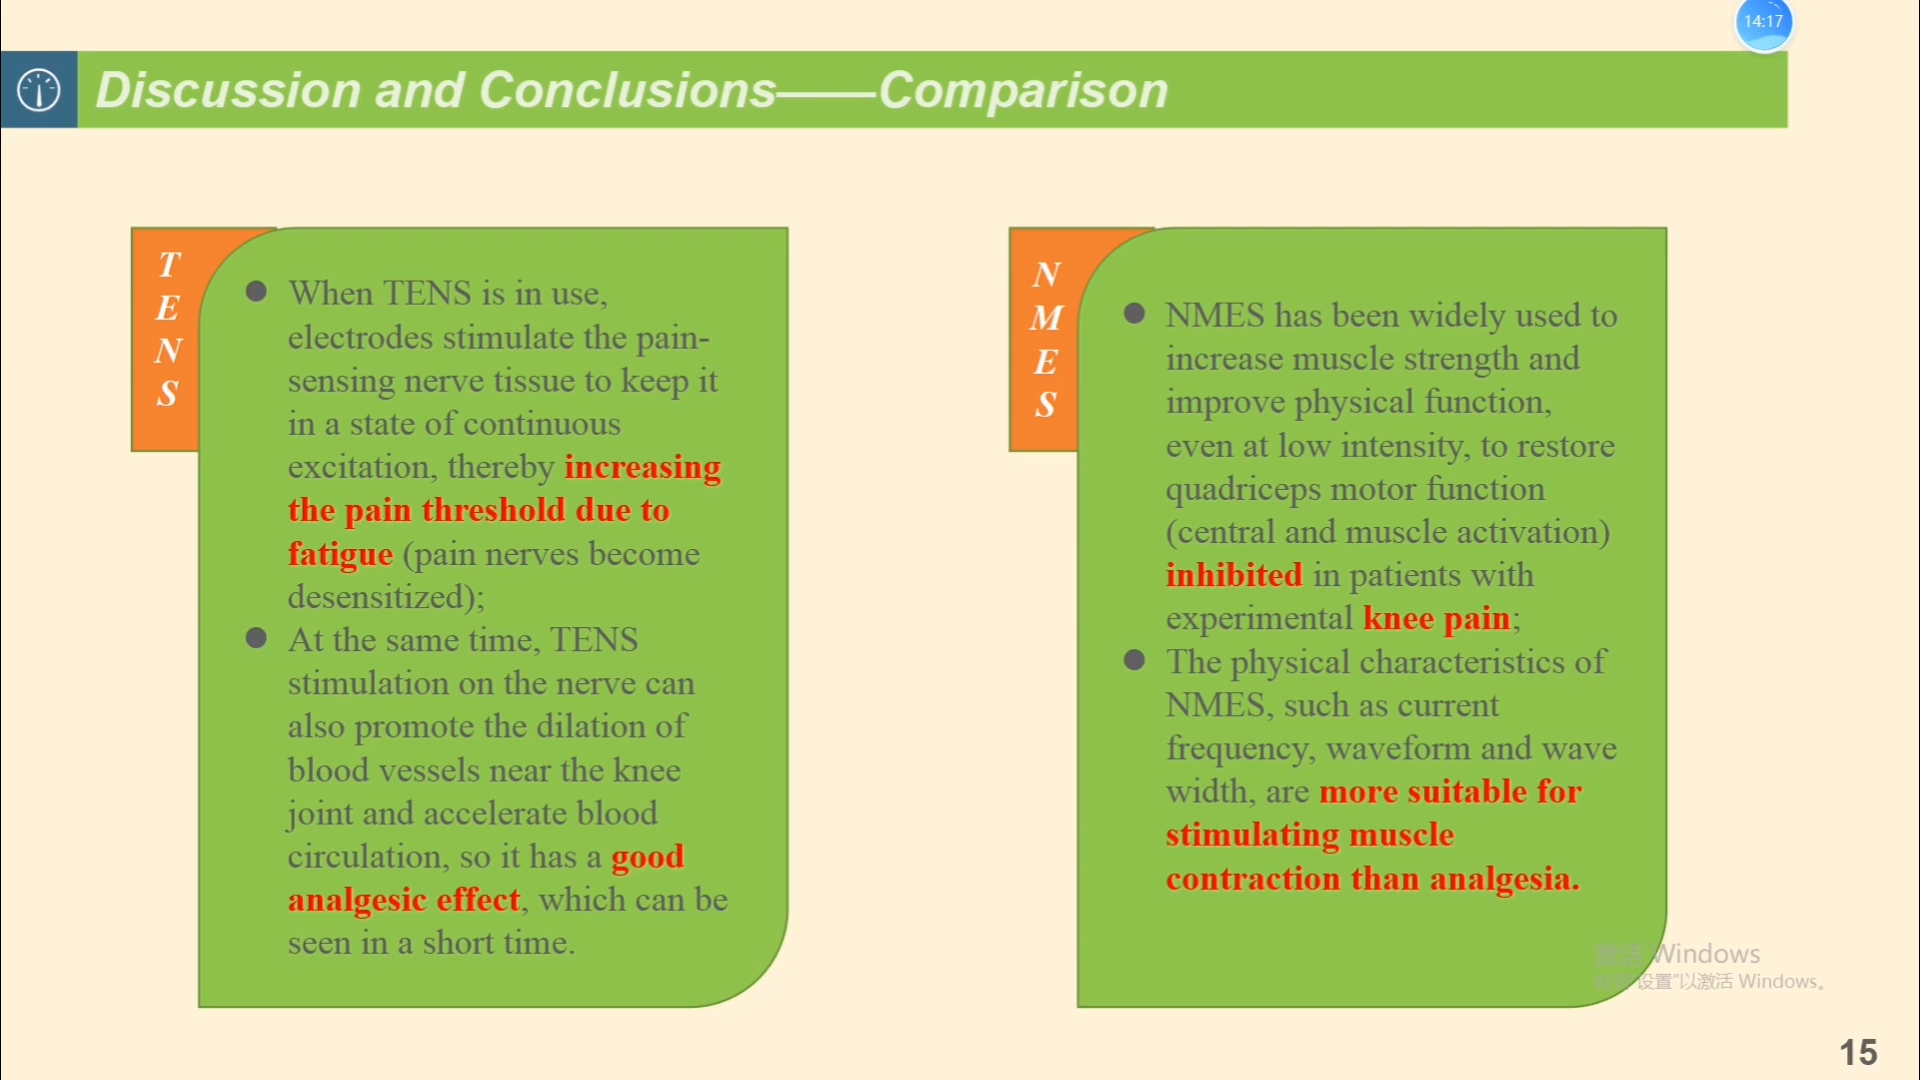 14:17
Discussion and Conclusions——Comparison
T
E
N
S
● When TENS is in use,
electrodes stimulate the pain-
sensing nerve tissue to keep it
in a state of continuous
excitation, thereby increasing
the pain threshold due to
fatigue (pain nerves become
desensitized);
● At the same time, TENS
stimulation on the nerve can
also promote the dilation of
blood vessels near the knee
joint and accelerate blood
circulation, so it has a good
analgesic effect, which can be
seen in a short time.
N
M
E
S
● NMES has been widely used to
increase muscle strength and
improve physical function,
even at low intensity, to restore
quadriceps motor function
(central and muscle activation)
inhibited in patients with
experimental knee pain;
● The physical characteristics of
NMES, such as current
frequency, waveform and wave
width, are more suitable for
stimulating muscle
contraction than analgesia.
激活 Windows
设置"以激活 Windows。
15